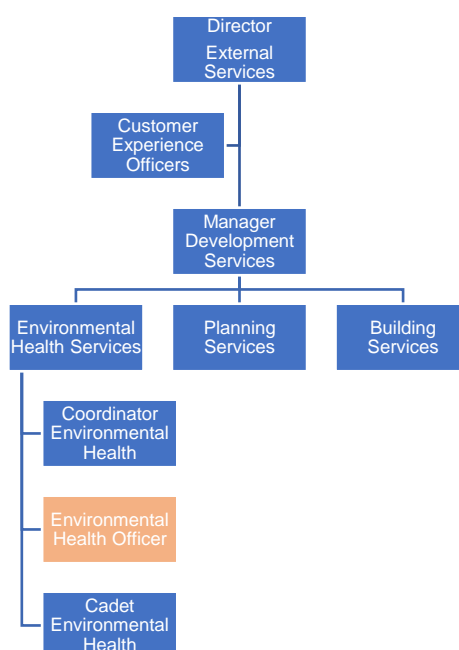 Director
External
Services
Customer
Experience
Officers
Manager
Development
Services
Environmental
Health Services
Planning
Services
Building
Services
Coordinator
Environmental
Health
Environmental
Health Officer
Cadet
Environmental
Health